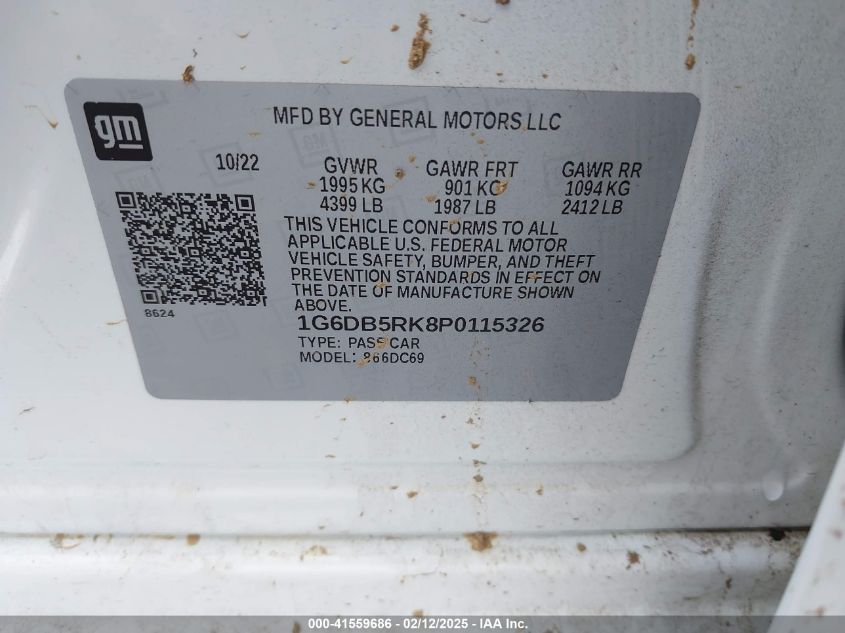 gm
MFD BY GENERAL MOTORS LLC
10/22
GVWR GAWR FRT GAWR RR
1995 KG 901 KG 1094 KG
4399 LB 1987 LB 2412 LB
THIS VEHICLE CONFORMS TO ALL
APPLICABLE U.S. FEDERAL MOTOR
VEHICLE SAFETY, BUMPER, AND THEFT
PREVENTION STANDARDS IN EFFECT ON
THE DATE OF MANUFACTURE SHOWN
ABOVE.
8624
1G6DB5RK8P0115326
TYPE: PASS CAR
MODEL: 866DC69
000-41559686 - 02/12/2025 - IAA Inc.